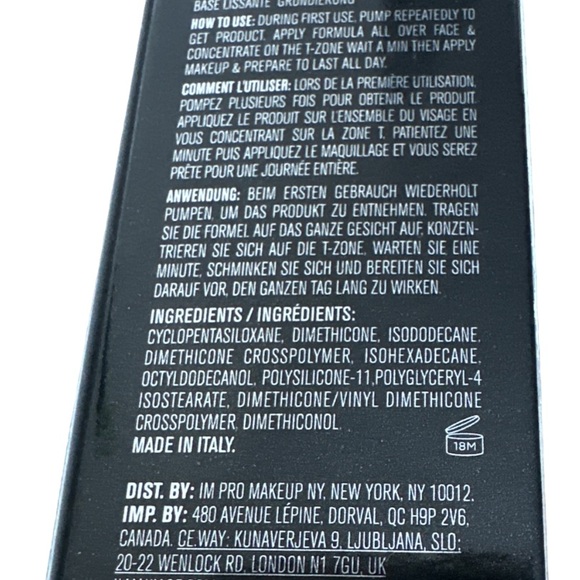 BASE LISSANTE GRUNDIERUNG
HOW TO USE: DURING FIRST USE, PUMP REPEATEDLY TO
GET PRODUCT. APPLY FORMULA ALL OVER FACE &
CONCENTRATE ON THE T-ZONE WAIT A MIN THEN APPLY
MAKEUP & PREPARE TO LAST ALL DAY.
COMMENT L'UTILISER: LORS DE LA PREMIÈRE UTILISATION,
POMPEZ PLUSIEURS FOIS POUR OBTENIR LE PRODUIT.
APPLIQUEZ LE PRODUIT SUR L'ENSEMBLE DU VISAGE EN
VOUS CONCENTRANT SUR LA ZONE T. PATIENTEZ UNE
MINUTE PUIS APPLIQUEZ LE MAQUILLAGE ET VOUS SEREZ
PRÊTE POUR UNE JOURNÉE ENTIÈRE.
ANWENDUNG: BEIM ERSTEN GEBRAUCH WIEDERHOLT
PUMPEN, UM DAS PRODUKT ZU ENTNEHMEN. TRAGEN
SIE DIE FORMEL AUF DAS GANZE GESICHT AUF, KONZEN-
TRIEREN SIE SICH AUF DIE T-ZONE. WARTEN SIE EINE
MINUTE, SCHMINKEN SIE SICH UND BEREITEN SIE SICH
DARAUF VOR, DEN GANZEN TAG LANG ZU WIRKEN.
INGREDIENTS / INGRÉDIENTS:
CYCLOPENTASILOXANE, DIMETHICONE, ISODODECANE,
DIMETHICONE CROSSPOLYMER, ISOHEXADECANE,
OCTYLDODECANOL, POLYSILICONE-11,POLYGLYCERYL-4
ISOSTEARATE, DIMETHICONE/VINYL DIMETHICONE
CROSSPOLYMER, DIMETHICONOL
MADE IN ITALY.
18M
DIST. BY: IM PRO MAKEUP NY, NEW YORK, NY 10012.
IMP. BY: 480 AVENUE LÉPINE, DORVAL, QC H9P 2V6,
CANADA. CE.WAY: KUNAVERJEVA 9, LJUBLJANA, SLO:
20-22 WENLOCK RD, LONDON N1 7GU, UK